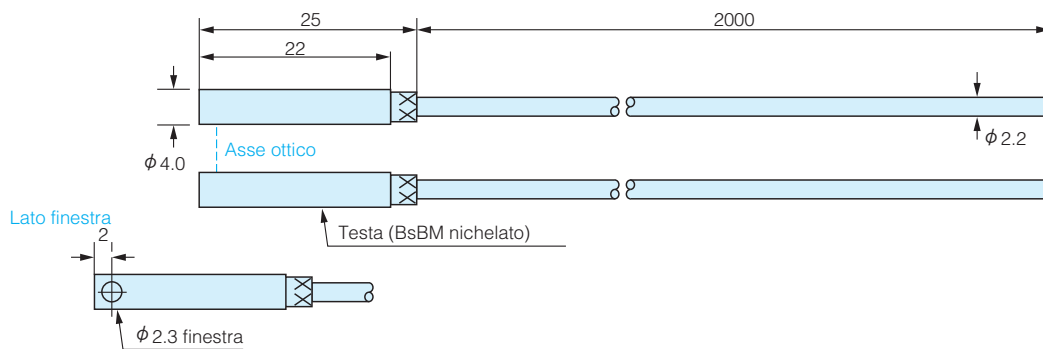 25
2000
22
Asse ottico
φ4.0
φ2.2
Lato finestra
2
Testa (BsBM nichelato)
φ2.3 finestra